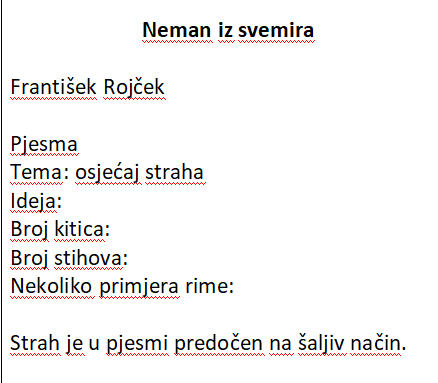 Neman iz svemira
František Rojček
Pjesma
Tema: osjećaj straha
Ideja:
Broj kitica:
Broj stihova:
Nekoliko primjera rime:
Strah je u pjesmi predočen na šaljiv način.